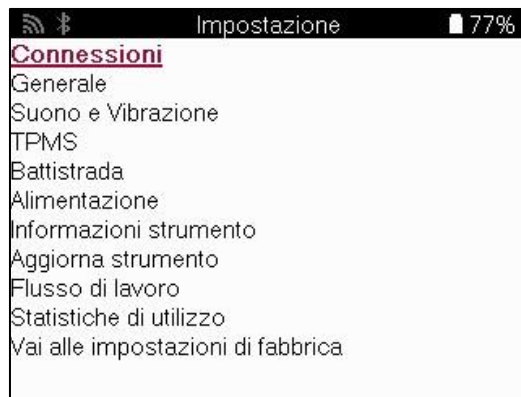 Impostazione 77%
Connessioni
Generale
Suono e Vibrazione
TPMS
Battistrada
Alimentazione
Informazioni strumento
Aggiorna strumento
Flusso di lavoro
Statistiche di utilizzo
Vai alle impostazioni di fabbrica